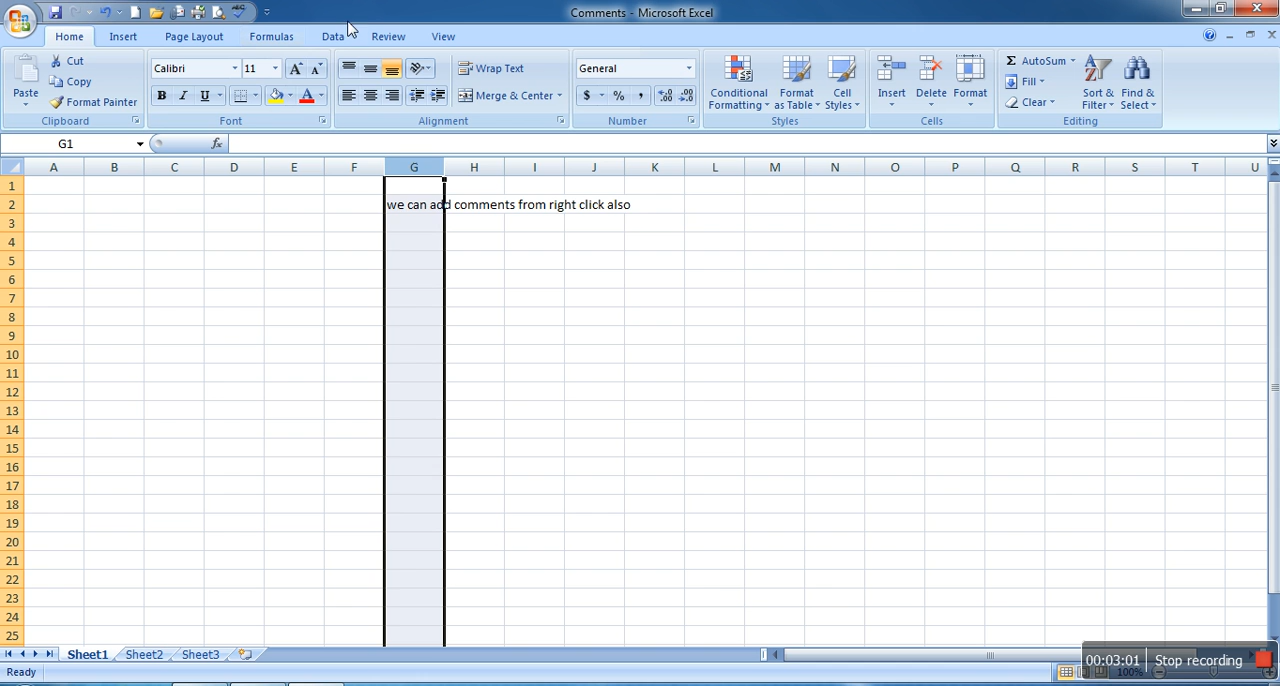 Comments - Microsoft Excel
Home Insert Page Layout Formulas Data Review View
Paste
Cut
Copy
Format Painter
Clipboard
Calibri 11
B I U
Font
Wrap Text
Merge & Center
Alignment
General
$ % ,
Number
Conditional Formatting
Format as Table
Cell Styles
Styles
Insert Delete Format
Cells
Σ AutoSum
Fill
Clear
Sort & Filter
Find & Select
Editing
G1 fx
A B C D E F G H I J K L M N O P Q R S T U
1
2 we can add comments from right click also
3
4
5
6
7
8
9
10
11
12
13
14
15
16
17
18
19
20
21
22
23
24
25
Sheet1 Sheet2 Sheet3
00:03:01 Stop recording
Ready 100%